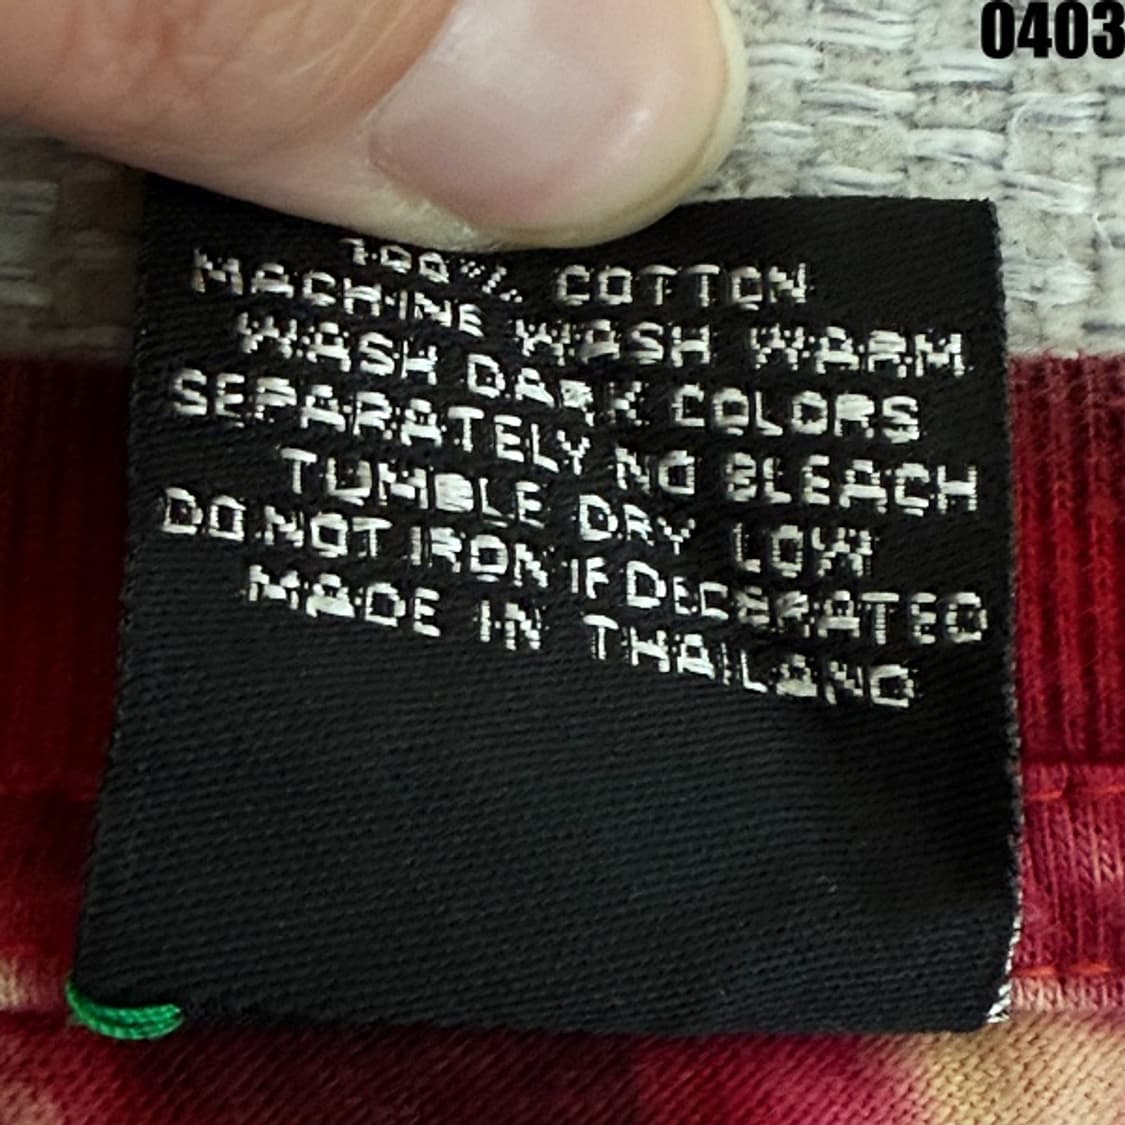 0403
100% COTTON
MACHINE WASH WARM
WASH DARK COLORS
SEPARATELY NO BLEACH
TUMBLE DRY LOW
DO NOT IRON IF DECORATED
MADE IN THAILAND